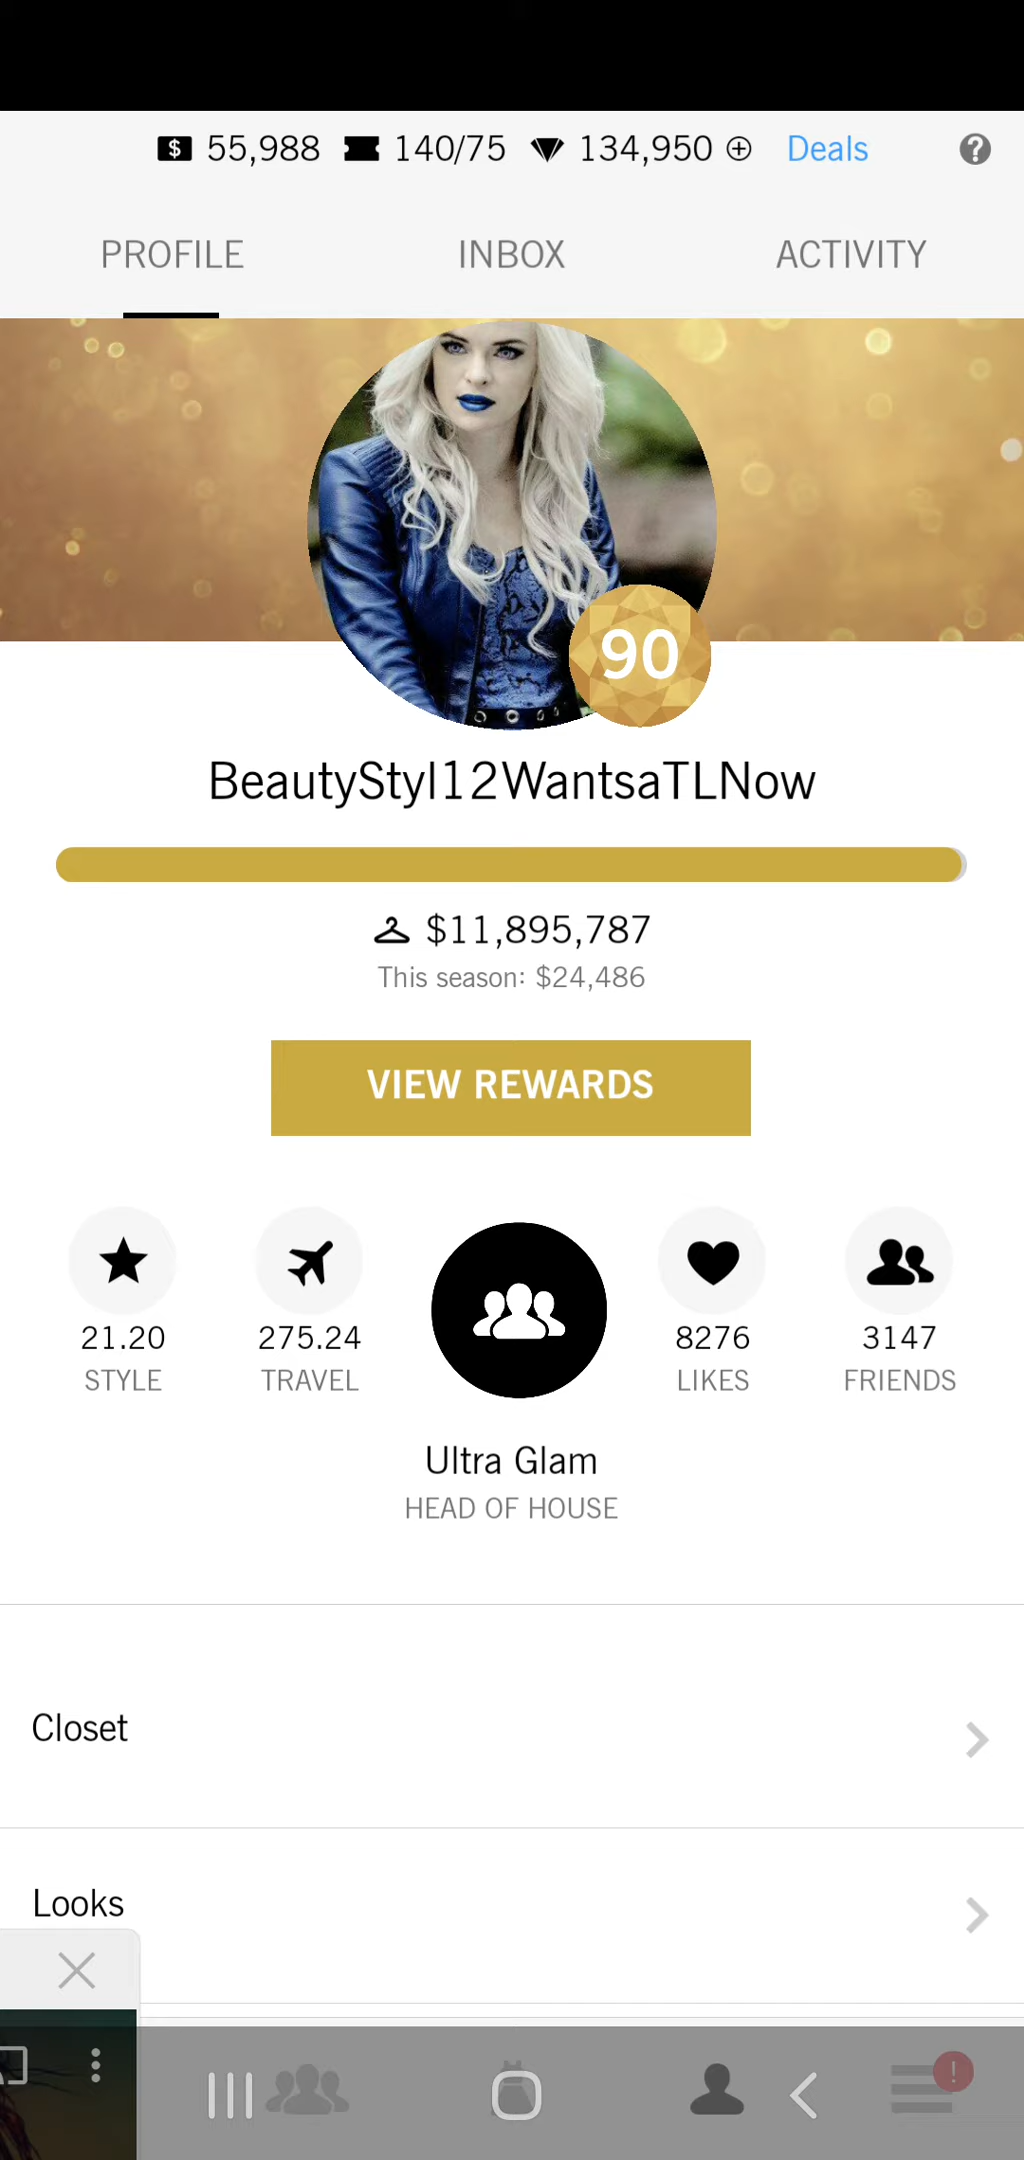 $ 55,988 140/75 134,950 Deals ?
PROFILE INBOX ACTIVITY
90
BeautyStyl12WantsaTLNow
$11,895,787
This season: $24,486
VIEW REWARDS
21.20 275.24 8276 3147
STYLE TRAVEL LIKES FRIENDS
Ultra Glam
HEAD OF HOUSE
Closet
Looks
!